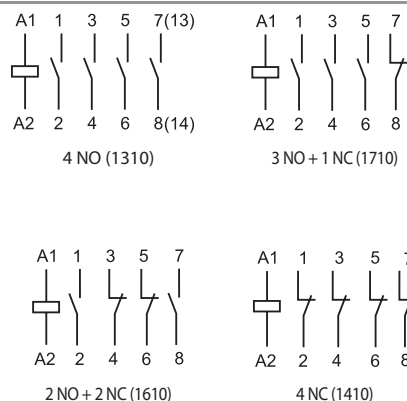 A1 1 3 5 7(13)
A2 2 4 6 8(14)
4 NO (1310)
A1 1 3 5 7
A2 2 4 6 8
3 NO + 1 NC (1710)
A1 1 3 5 7
A2 2 4 6 8
2 NO + 2 NC (1610)
A1 1 3 5 7
A2 2 4 6 8
4 NC (1410)